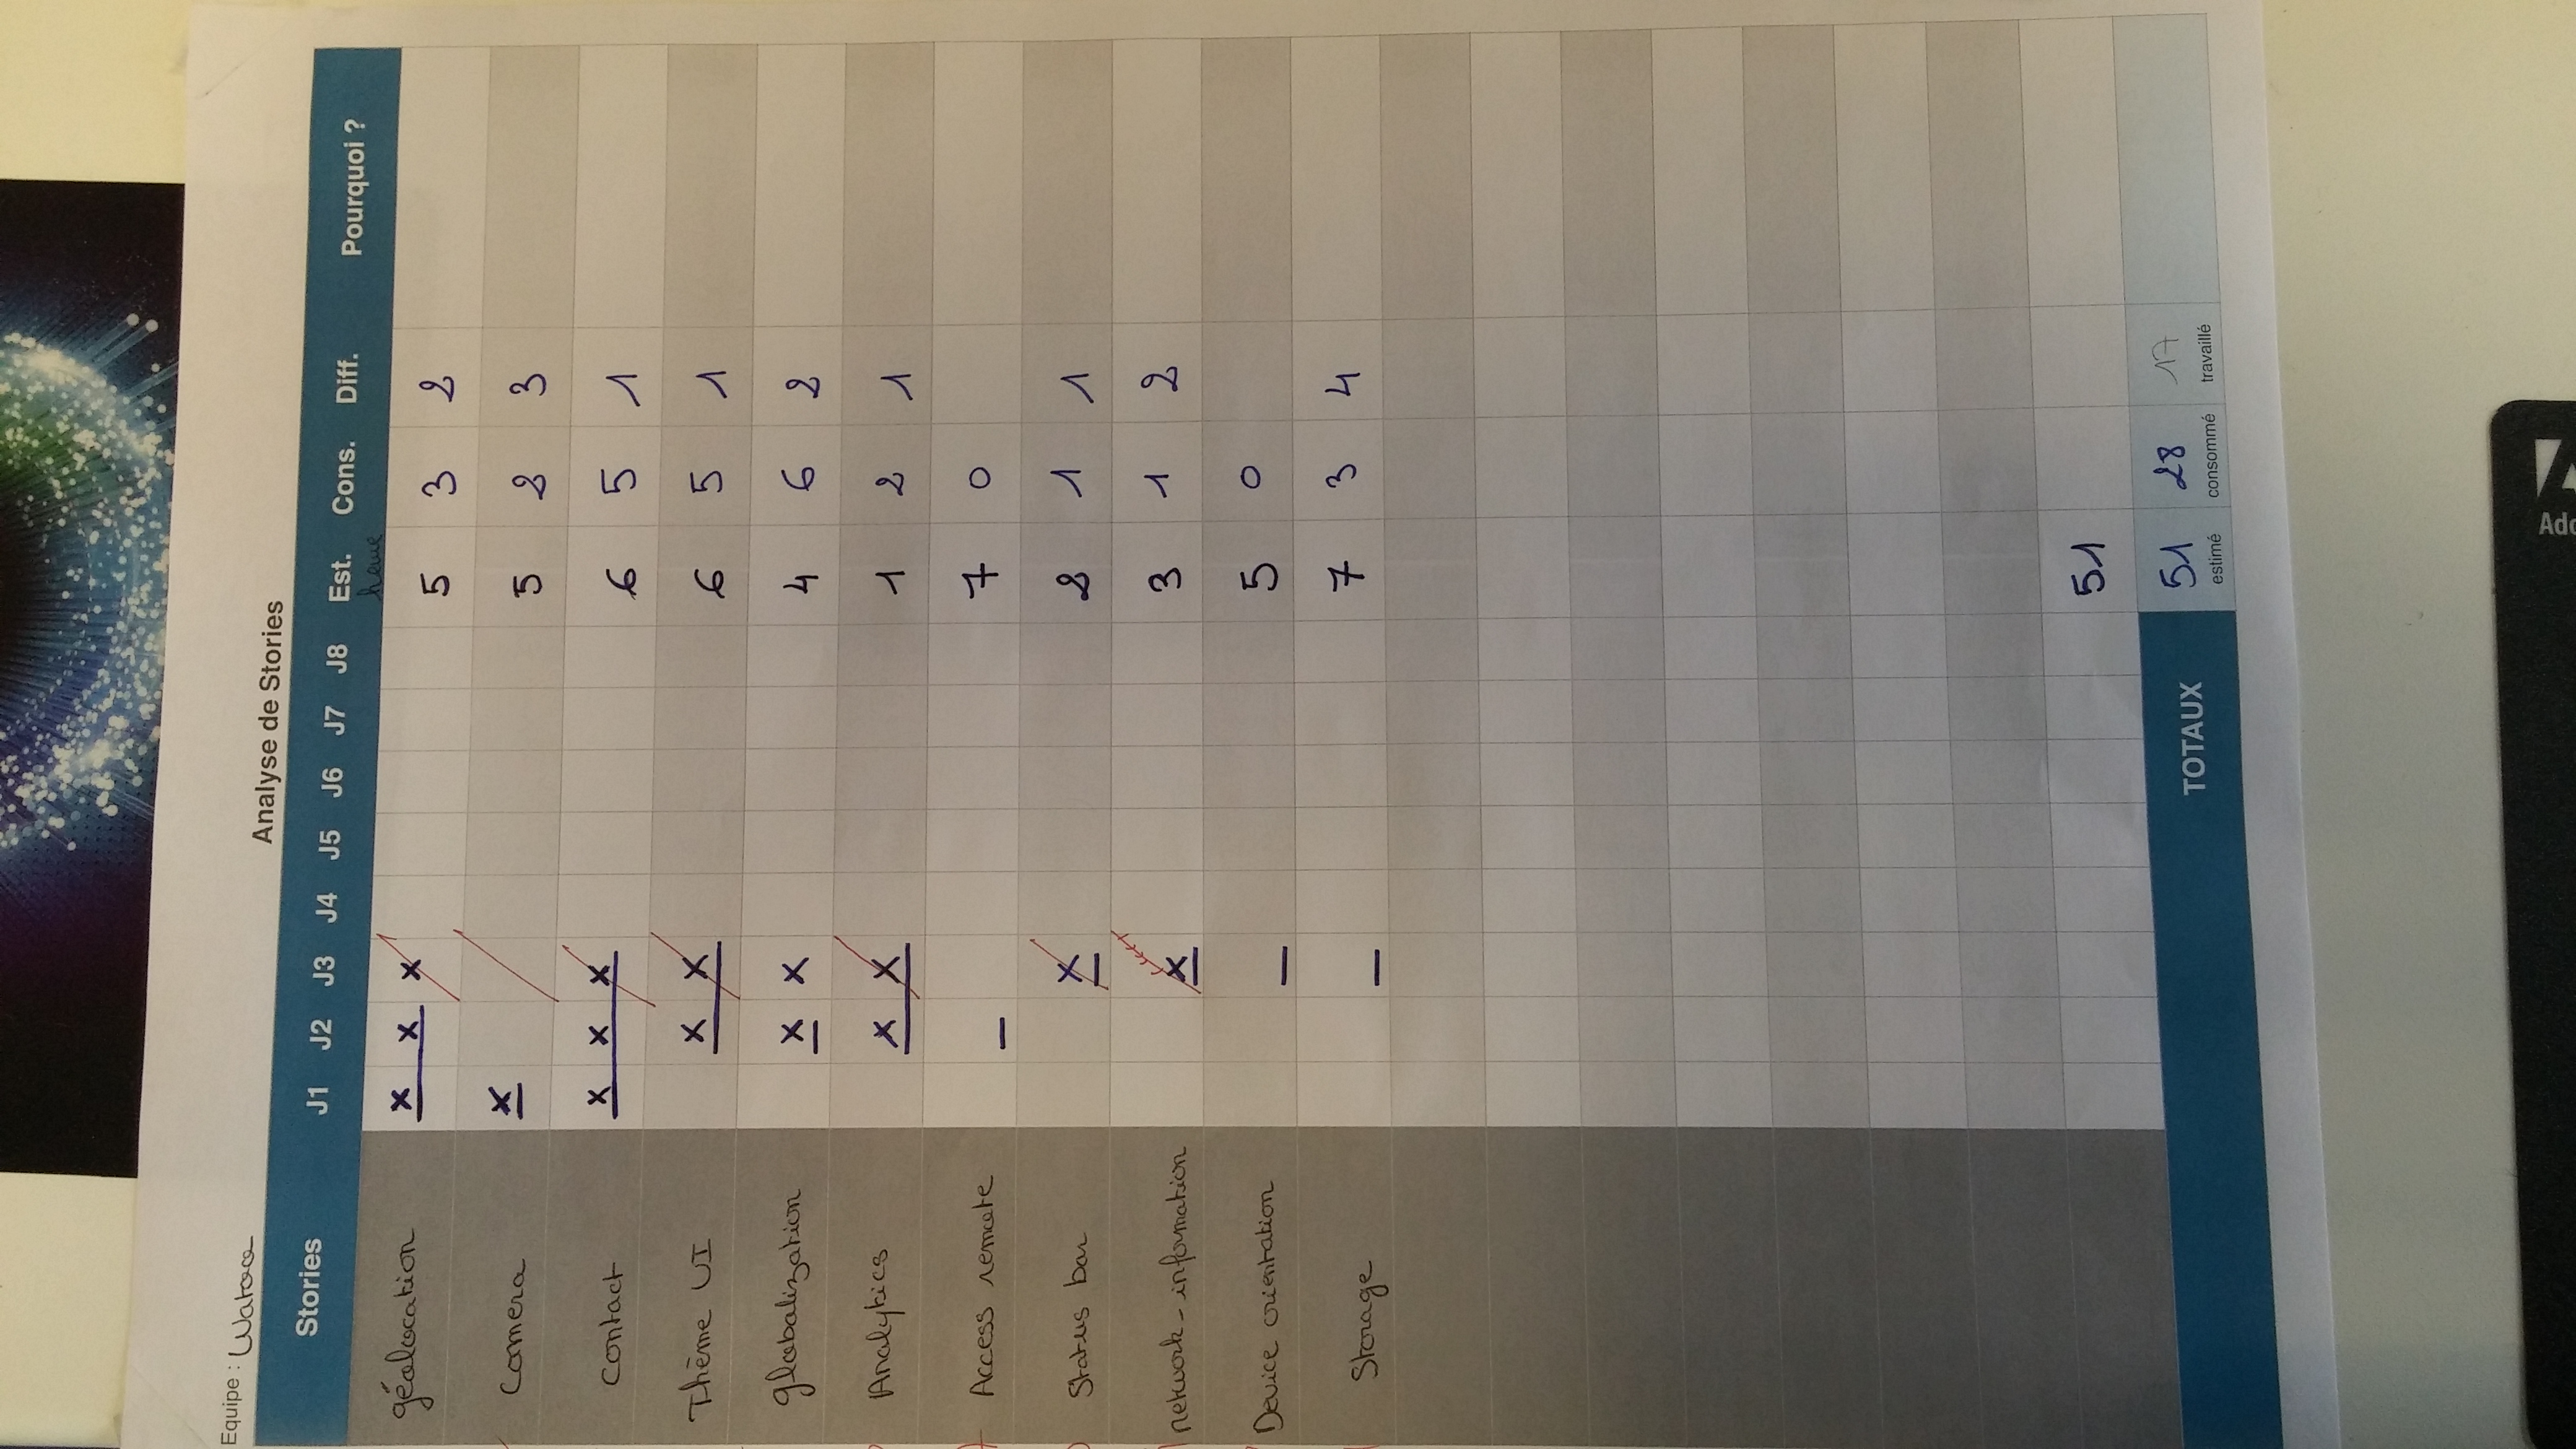 Equipe :
Analyse de Stories
Stories J1 J2 J3 J4 J5 J6 J7 J8 Est. Cons. Diff. Pourquoi ?
heure
géolocation x x x 5 3 2
Camera x 5 2 3
Contact x x x 6 5 1
Thème UI x x 6 5 1
globalization x x 4 6 2
Analytics x x 1 2 1
Access remote 7 0
Status bar x 2 1 1
network-information x 3 1 2
Device orientation 5 0
Storage 7 3 4
51
TOTAUX 51 28 17
estimé consommé travaillé